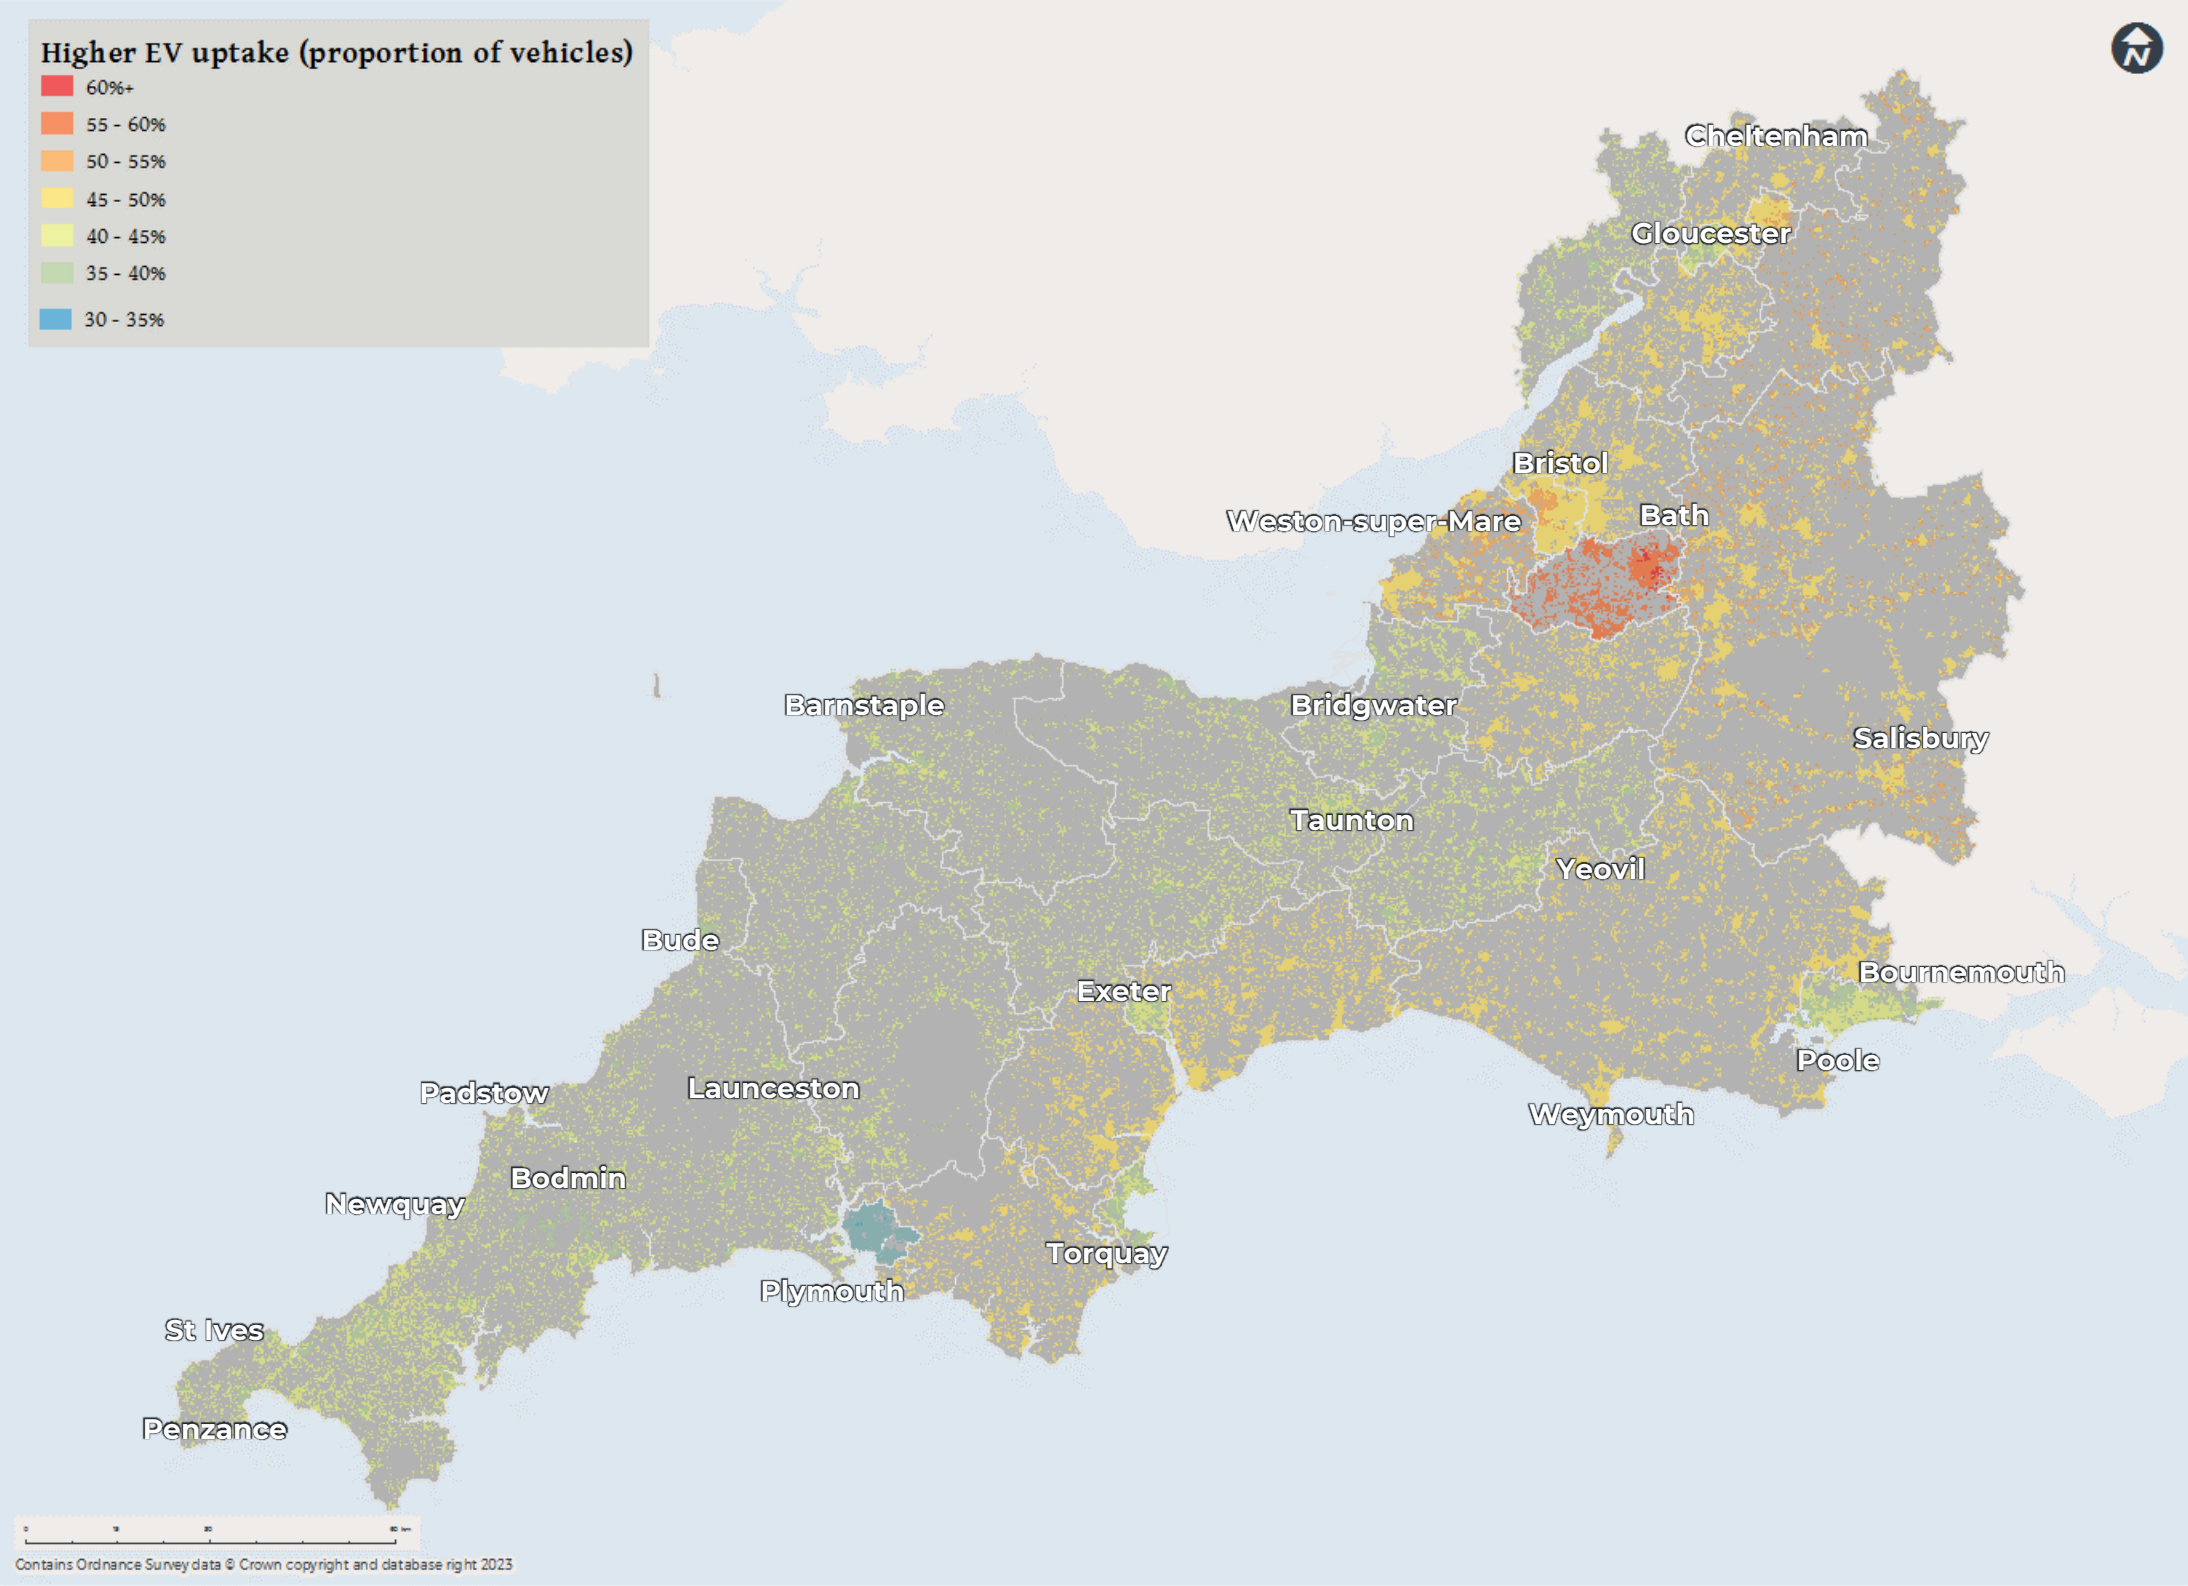 Higher EV uptake (proportion of vehicles)
60%+
55 - 60%
50 - 55%
45 - 50%
40 - 45%
35 - 40%
30 - 35%
N
Cheltenham
Gloucester
Bristol
Weston-super-Mare
Bath
Barnstaple
Bridgwater
Salisbury
Taunton
Yeovil
Bude
Exeter
Bournemouth
Poole
Padstow
Launceston
Weymouth
Bodmin
Newquay
Torquay
Plymouth
St Ives
Penzance
Contains Ordnance Survey data © Crown copyright and database right 2023